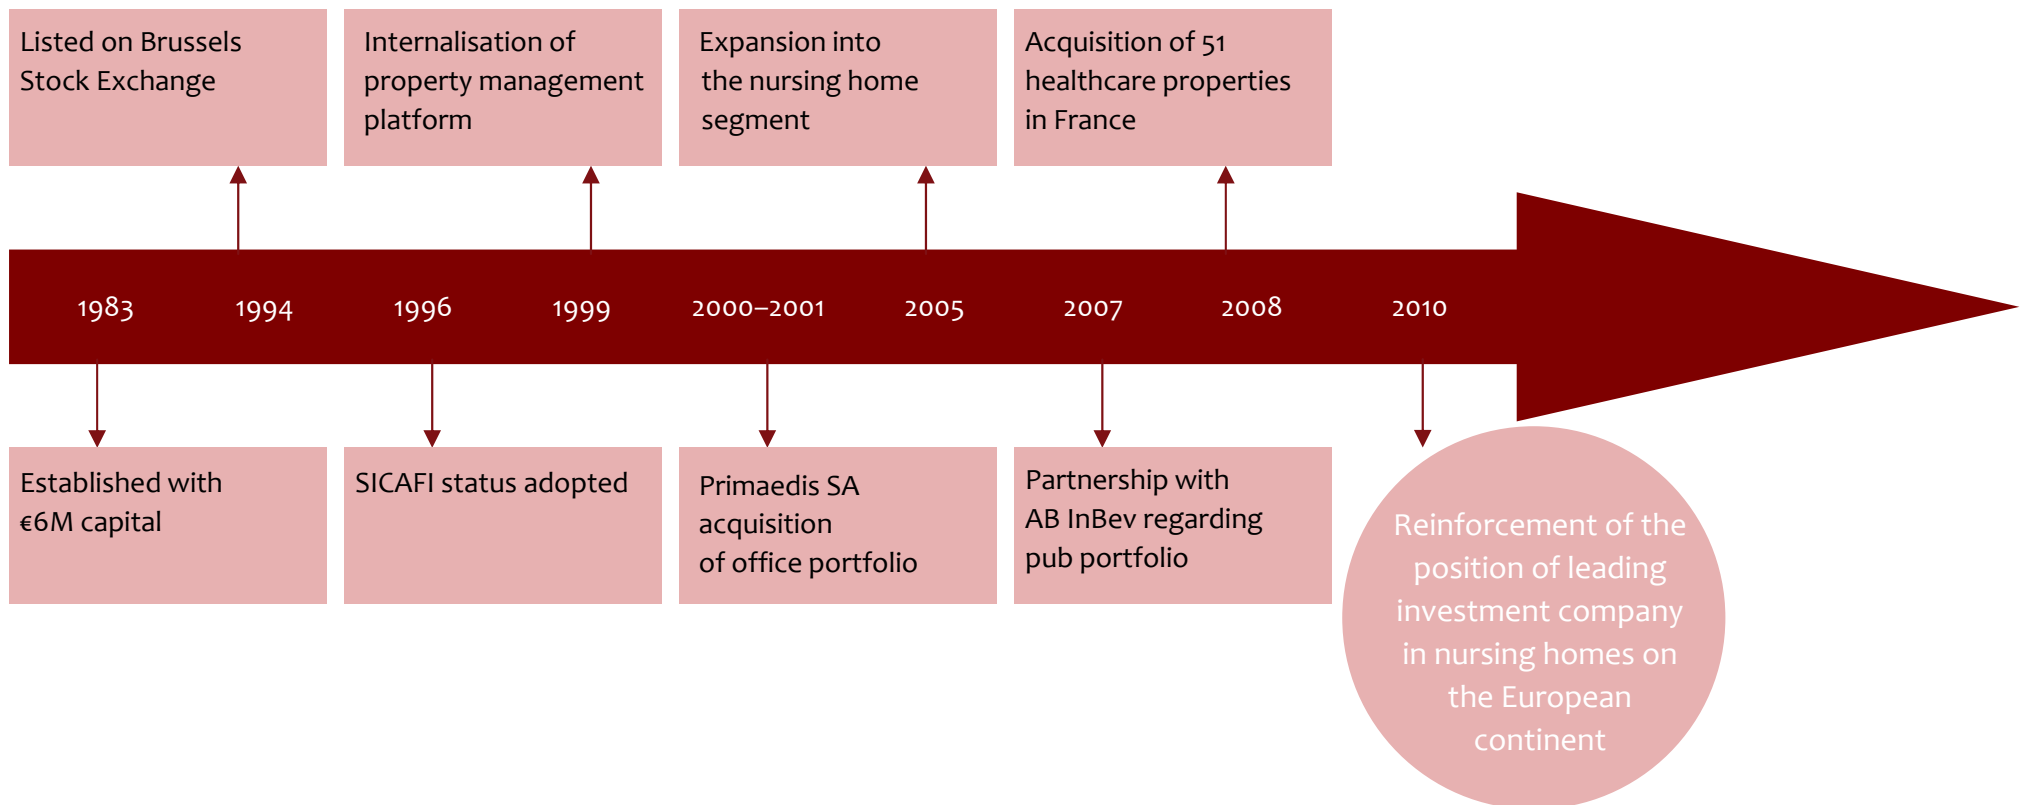 Listed on Brussels
Stock Exchange
Internalisation of
property management
platform
Expansion into
the nursing home
segment
Acquisition of 51
healthcare properties
in France
1983
1994
1996
1999
2000–2001
2005
2007
2008
2010
Established with
€6M capital
SICAFI status adopted
Primaedis SA
acquisition
of office portfolio
Partnership with
AB InBev regarding
pub portfolio
Reinforcement of the
position of leading
investment company
in nursing homes on
the European
continent